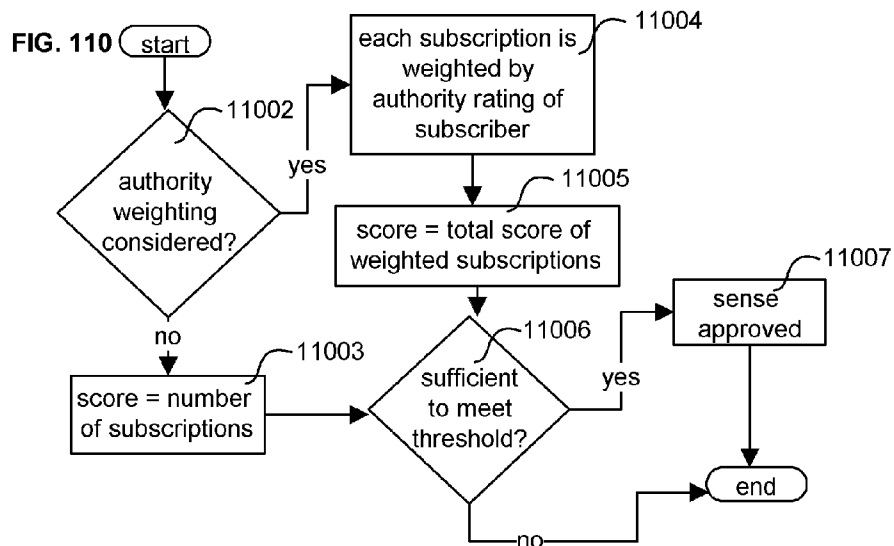 FIG. 110
start
11002
authority
weighting
considered?
yes
11004
each subscription is
weighted by
authority rating of
subscriber
11005
score = total score of
weighted subscriptions
no
11003
score = number
of subscriptions
11006
sufficient
to meet
threshold?
yes
11007
sense
approved
no
end